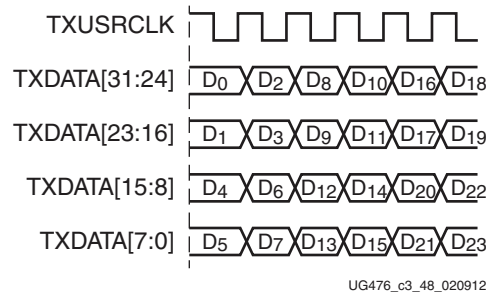 TXUSRCLK
TXDATA[31:24] D0 D2 D8 D10 D16 D18
TXDATA[23:16] D1 D3 D9 D11 D17 D19
TXDATA[15:8] D4 D6 D12 D14 D20 D22
TXDATA[7:0] D5 D7 D13 D15 D21 D23
UG476_c3_48_020912